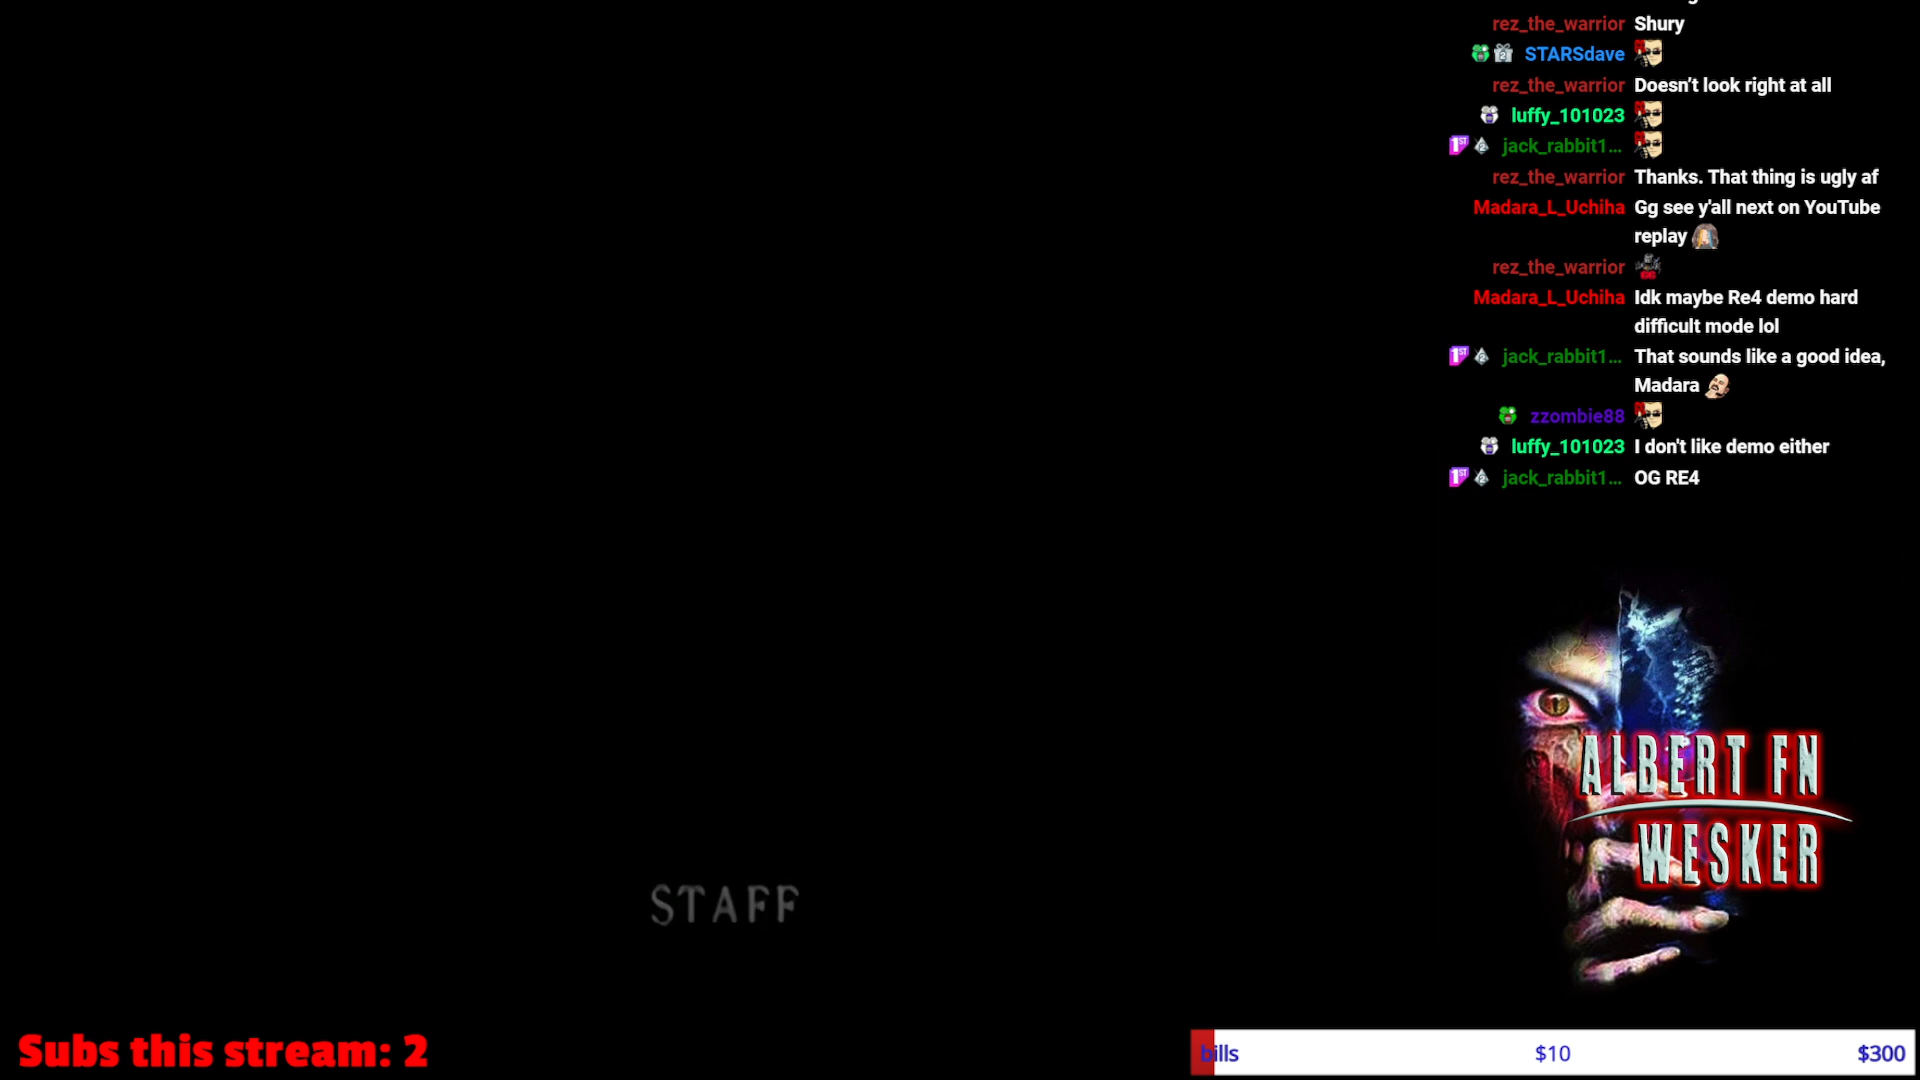 rez_the_warrior Shury
STARSdave
rez_the_warrior Doesn't look right at all
luffy_101023
jack_rabbit1...
rez_the_warrior Thanks. That thing is ugly af
Madara_L_Uchiha Gg see y'all next on YouTube
replay
rez_the_warrior
Madara_L_Uchiha Idk maybe Re4 demo hard
difficult mode lol
jack_rabbit1... That sounds like a good idea,
Madara
zzombie88
luffy_101023 I don't like demo either
jack_rabbit1... OG RE4
ALBERT FN
WESKER
STAFF
Subs this stream: 2
bills $10 $300